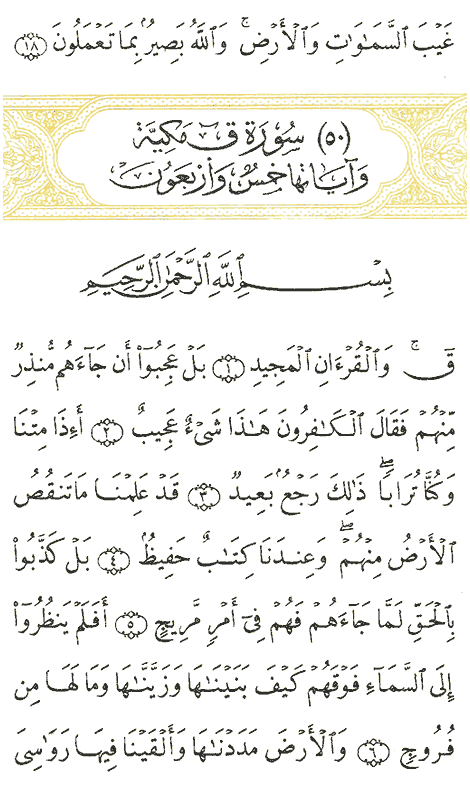 غَيْبَ ٱلسَّمَـٰوَٰتِ وَٱلْأَرْضِ ۚ وَٱللَّهُ بَصِيرٌۢ بِمَا تَعْمَلُونَ ١٨
(٥٠) سُورَة قٓ مَكِيَّة
وَآيَاتهَا خَمِسٌ وَأَرْبَعَوُنَ
بِسْمِ ٱللَّهِ ٱلرَّحْمَٰنِ ٱلرَّحِيمِ
قٓ ۚ وَٱلْقُرْءَانِ ٱلْمَجِيدِ ١ بَلْ عَجِبُوٓا۟ أَن جَآءَهُم مُّنذِرٌۭ
مِّنْهُمْ فَقَالَ ٱلْكَـٰفِرُونَ هَـٰذَا شَىْءٌ عَجِيبٌ ٢ أَءِذَا مِتْنَا
وَكُنَّا تُرَابًۭا ۖ ذَٰلِكَ رَجْعٌۢ بَعِيدٌۭ ٣ قَدْ عَلِمْنَا مَا تَنقُصُ
ٱلْأَرْضُ مِنْهُمْ ۖ وَعِندَنَا كِتَـٰبٌ حَفِيظٌۢ ٤ بَلْ كَذَّبُوا۟
بِٱلْحَقِّ لَمَّا جَآءَهُمْ فَهُمْ فِىٓ أَمْرٍۢ مَّرِيجٍ ٥ أَفَلَمْ يَنظُرُوٓا۟
إِلَى ٱلسَّمَآءِ فَوْقَهُمْ كَيْفَ بَنَيْنَـٰهَا وَزَيَّنَّـٰهَا وَمَا لَهَا مِن
فُرُوجٍۢ ٦ وَٱلْأَرْضَ مَدَدْنَـٰهَا وَأَلْقَيْنَا فِيهَا رَوَٰسِىَ